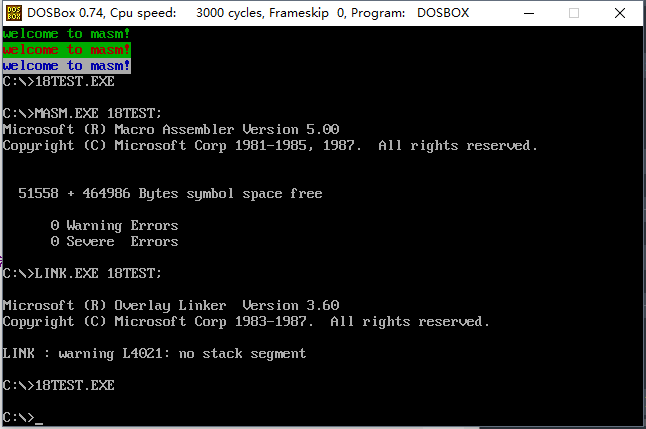 DOSBox 0.74, Cpu speed:    3000 cycles, Frameskip  0, Program:   DOSBOX
welcome to masm!
welcome to masm!
welcome to masm!
C:\>18TEST.EXE
C:\>MASM.EXE 18TEST;
Microsoft (R) Macro Assembler Version 5.00
Copyright (C) Microsoft Corp 1981-1985, 1987.  All rights reserved.
  51558 + 464986 Bytes symbol space free
      0 Warning Errors
      0 Severe  Errors
C:\>LINK.EXE 18TEST;
Microsoft (R) Overlay Linker  Version 3.60
Copyright (C) Microsoft Corp 1983-1987.  All rights reserved.
LINK : warning L4021: no stack segment
C:\>18TEST.EXE
C:\>_